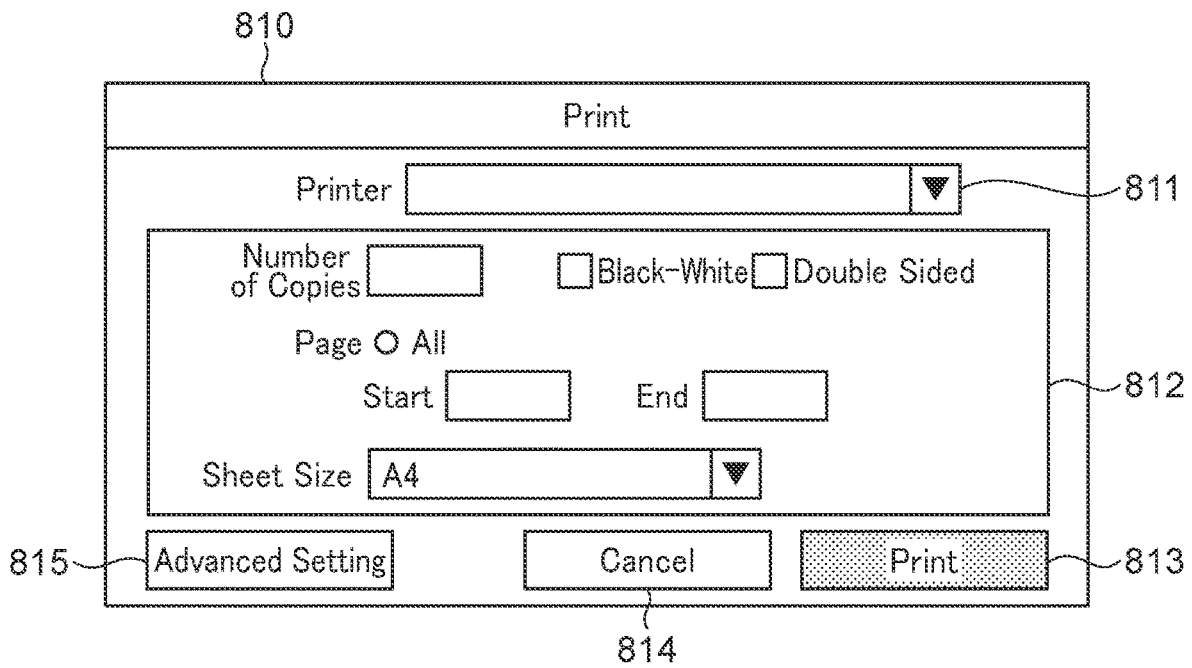 810
Print
Printer
811
Number
of Copies
Black-White
Double Sided
Page
All
Start
End
812
Sheet Size
A4
815
Advanced Setting
Cancel
Print
813
814